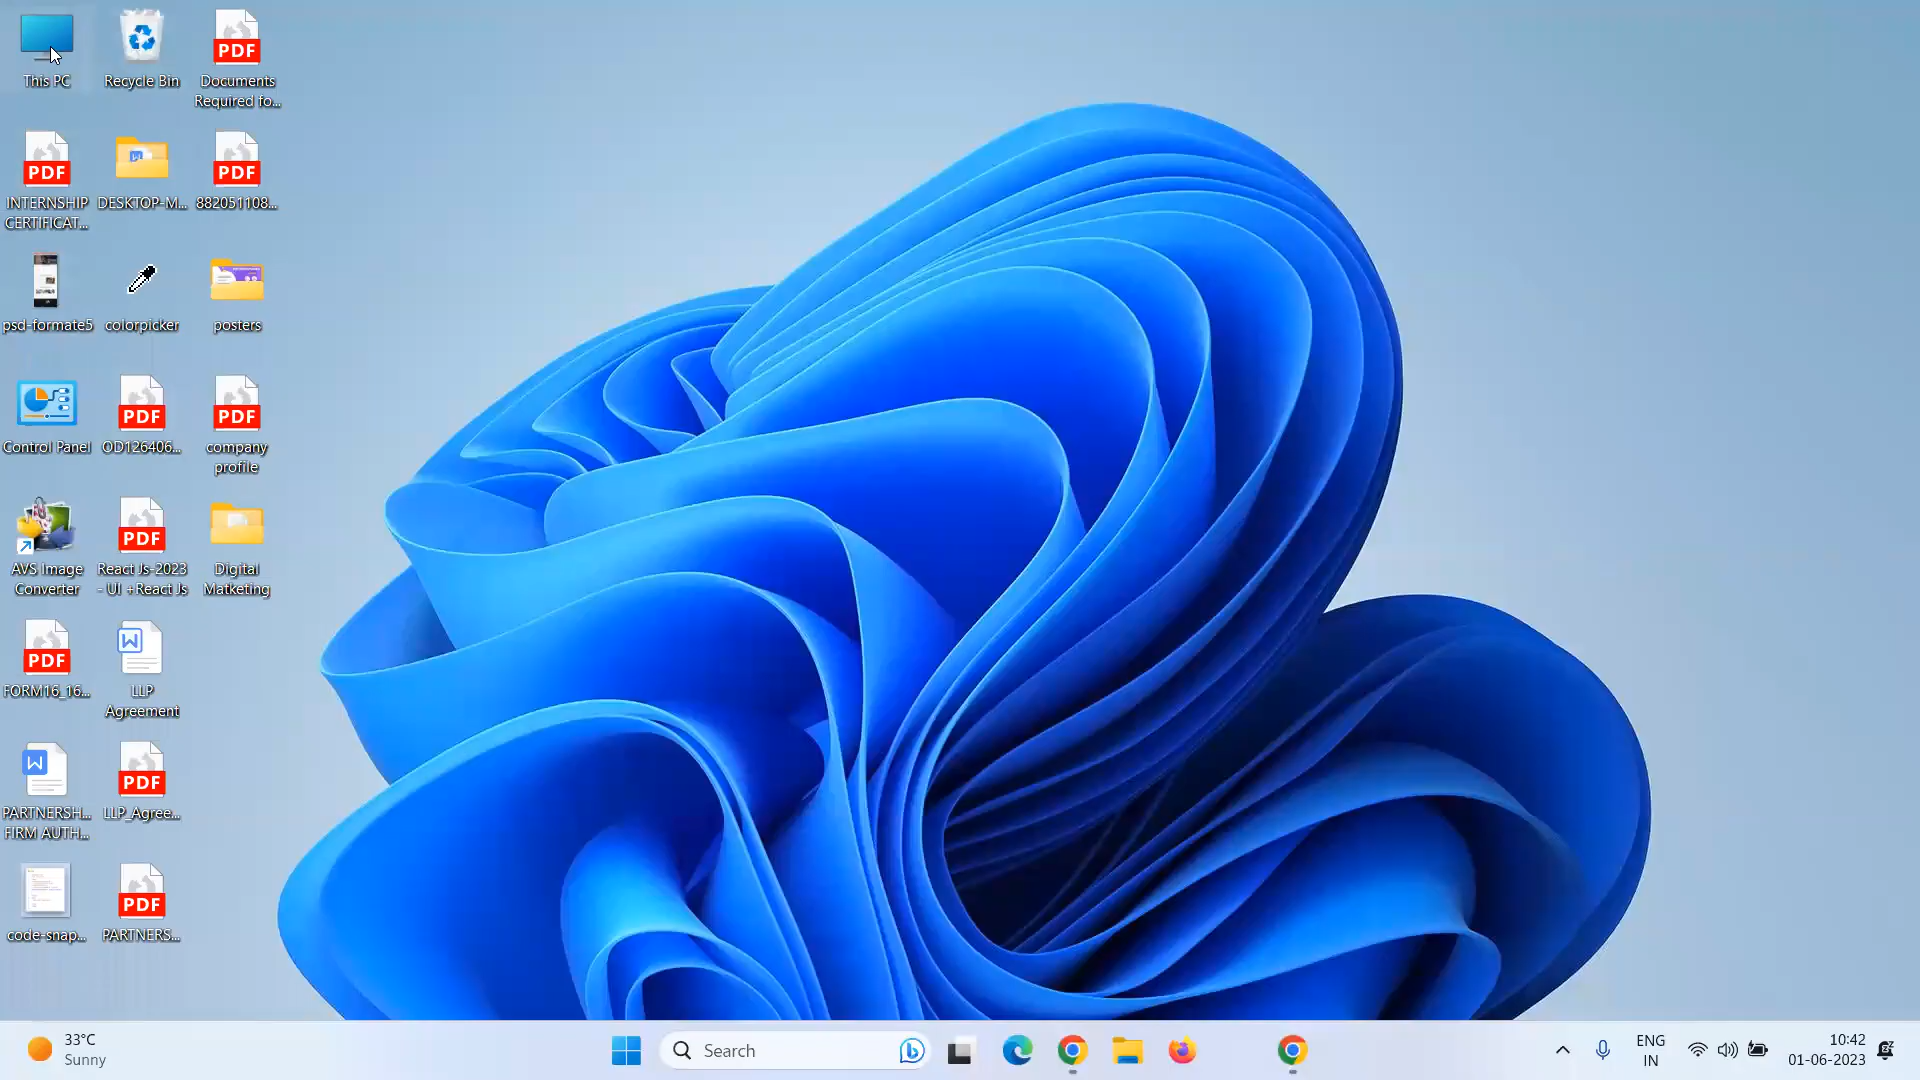 This PC
Recycle Bin
PDF
Documents
Required fo...
PDF
INTERNSHIP
CERTIFICAT...
DESKTOP-M...
PDF
882051108...
psd-formate5
colorpicker
posters
Control Panel
PDF
OD126406...
PDF
company
profile
AVS Image
Converter
PDF
React Js-2023
- UI +React Js
Digital
Matketing
PDF
FORM16_16...
W
LLP
Agreement
W
PARTNERSH...
FIRM AUTH...
PDF
LLP_Agree...
code-snap...
PDF
PARTNERS...
33°C
Sunny
Search
ENG
IN
10:42
01-06-2023